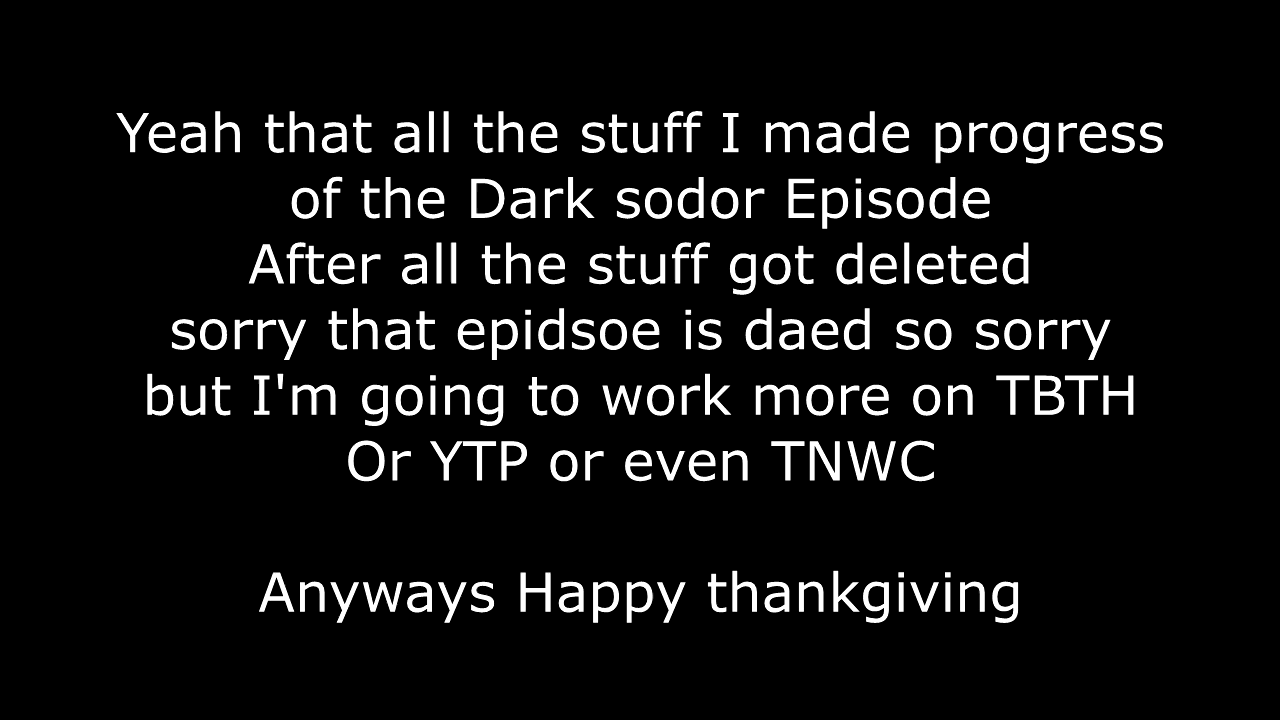 Yeah that all the stuff I made progress
of the Dark sodor Episode
After all the stuff got deleted
sorry that epidsoe is daed so sorry
but I'm going to work more on TBTH
Or YTP or even TNWC
Anyways Happy thankgiving